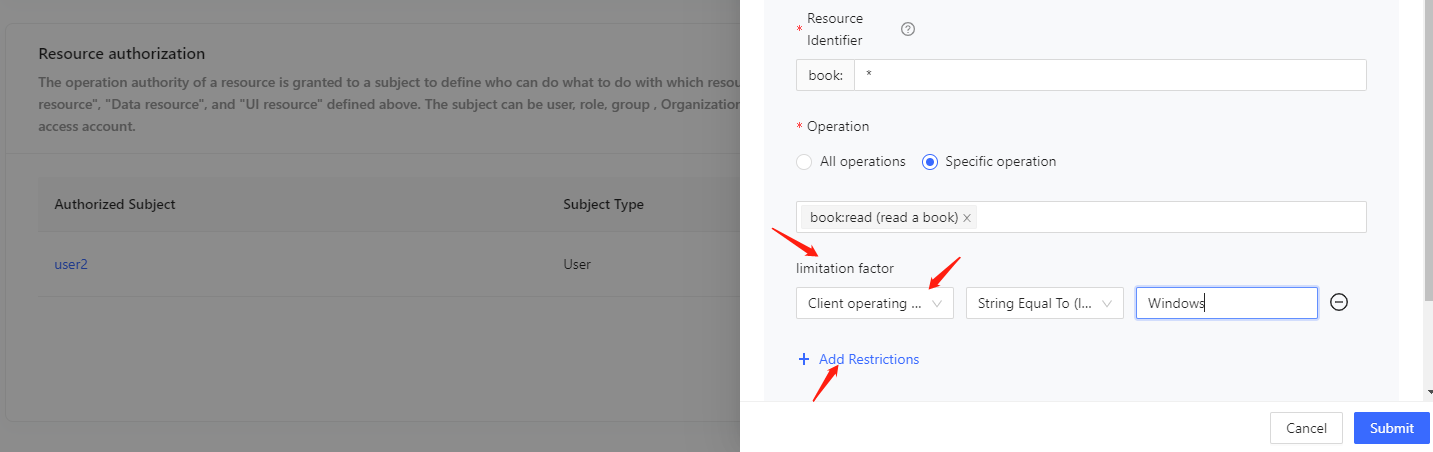 Resource authorization
The operation authority of a resource is granted to a subject to define who can do what to do with which resou
resource", "Data resource", and "UI resource" defined above. The subject can be user, role, group , Organization
access account.
Authorized Subject
Subject Type
user2
User
* Resource
Identifier
book:
*
* Operation
All operations
Specific operation
book:read (read a book)
limitation factor
Client operating ...
String Equal To (I...
Windows
Add Restrictions
Cancel
Submit